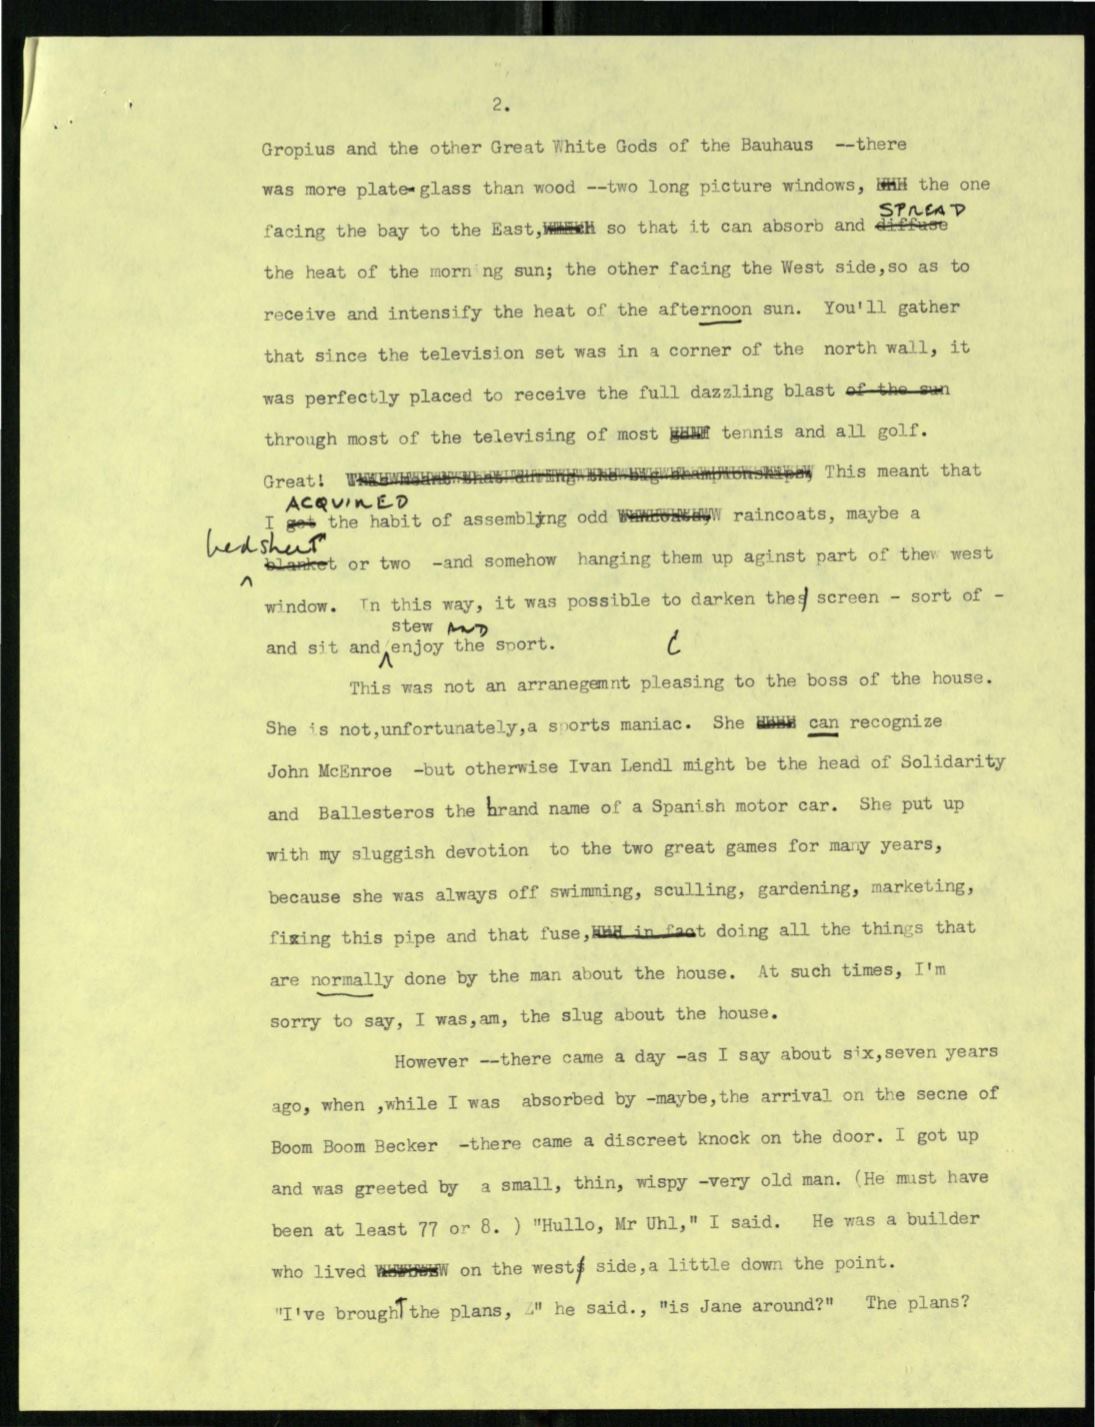 2.
Gropius and the other Great White Gods of the Bauhaus --there
was more plate-glass than wood --two long picture windows, the one
SPREAD
facing the bay to the East, so that it can absorb and diffuse
the heat of the morn ng sun; the other facing the West side,so as to
receive and intensify the heat of the afternoon sun. You'll gather
that since the television set was in a corner of the north wall, it
was perfectly placed to receive the full dazzling blast of the sun
through most of the televising of most tennis and all golf.
Great! This meant that
ACQUIRED
I got the habit of assemblying odd raincoats, maybe a
bedsheet
blanket or two -and somehow hanging them up aginst part of thew west
window. In this way, it was possible to darken thes screen - sort of -
stew AND
and sit and enjoy the sport.
This was not an arranegemnt pleasing to the boss of the house.
She is not,unfortunately,a sports maniac. She can recognize
John McEnroe -but otherwise Ivan Lendl might be the head of Solidarity
and Ballesteros the brand name of a Spanish motor car. She put up
with my sluggish devotion to the two great games for many years,
because she was always off swimming, sculling, gardening, marketing,
fixing this pipe and that fuse, in fact doing all the things that
are normally done by the man about the house. At such times, I'm
sorry to say, I was,am, the slug about the house.
However --there came a day -as I say about six,seven years
ago, when ,while I was absorbed by -maybe,the arrival on the secne of
Boom Boom Becker -there came a discreet knock on the door. I got up
and was greeted by a small, thin, wispy -very old man. (He must have
been at least 77 or 8. ) "Hullo, Mr Uhl," I said. He was a builder
who lived on the west side,a little down the point.
"I've brought the plans, " he said., "is Jane around?" The plans?